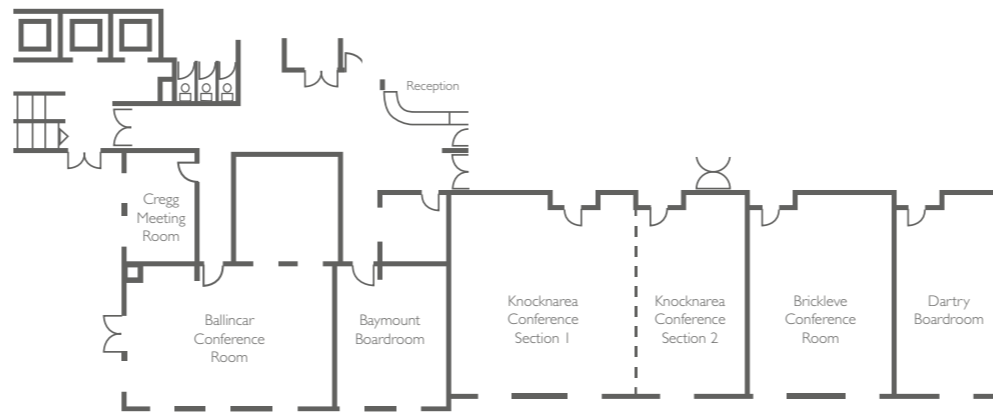 Reception
Cregg
Meeting
Room
Ballincar
Conference
Room
Baymount
Boardroom
Knocknarea
Conference
Section 1
Knocknarea
Conference
Section 2
Brickleve
Conference
Room
Dartry
Boardroom